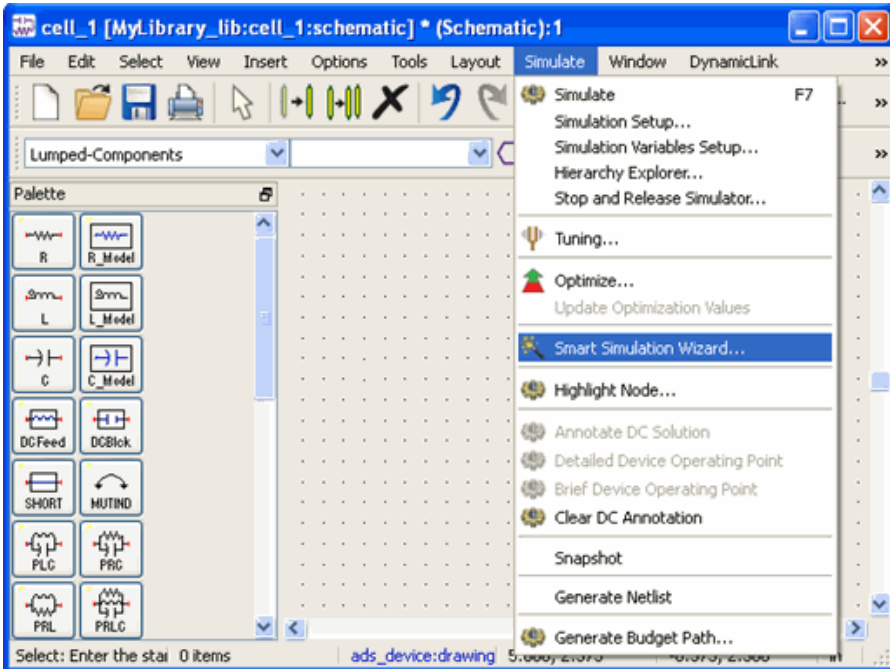 cell_1 [MyLibrary_lib:cell_1:schematic] * (Schematic):1
File Edit Select View Insert Options Tools Layout Simulate Window DynamicLink »
Simulate F7
Simulation Setup...
Lumped-Components
Simulation Variables Setup...
Hierarchy Explorer...
Stop and Release Simulator...
Tuning...
Optimize...
Update Optimization Values
Smart Simulation Wizard...
Highlight Node...
Annotate DC Solution
Detailed Device Operating Point
Brief Device Operating Point
Clear DC Annotation
Snapshot
Generate Netlist
Generate Budget Path...
Palette
R R_Model
L L_Model
C C_Model
DCFeed DCBlck
SHORT MUTIND
PLC PRC
PRL PRLC
Select: Enter the star 0 items ads_device:drawing in